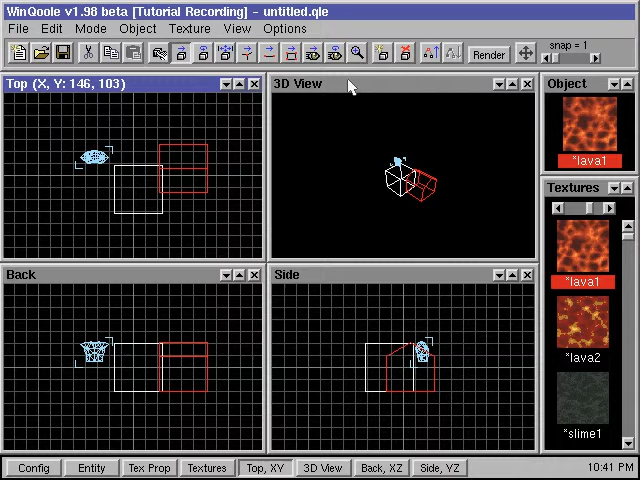 WinQoole v1.98 beta [Tutorial Recording] - untitled.qle
File Edit Mode Object Texture View Options
Render
snap = 1
Top (X, Y: 146, 103)
3D View
Object
*lava1
Textures
*lava1
*lava2
*slime1
Back
Side
Config Entity Tex Prop Textures Top, XY 3D View Back, XZ Side, YZ 10:41 PM